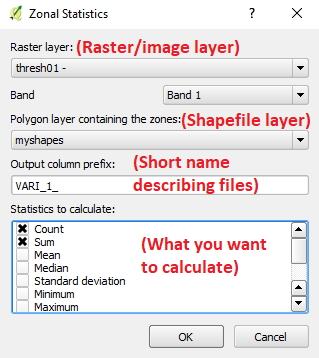 Zonal Statistics
Raster layer: (Raster/image layer)
thresh01 -
Band Band 1
Polygon layer containing the zones: (Shapefile layer)
myshapes
Output column prefix: (Short name
VARI_1_ describing files)
Statistics to calculate:
Count
Sum
Mean (What you want
Median to calculate)
Standard deviation
Minimum
Maximum
OK Cancel